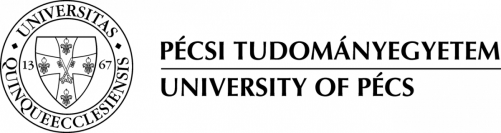 UNIVERSITAS
QUINQUEECCLESIENSIS
13 67
PÉCSI TUDOMÁNYEGYETEM
UNIVERSITY OF PÉCS